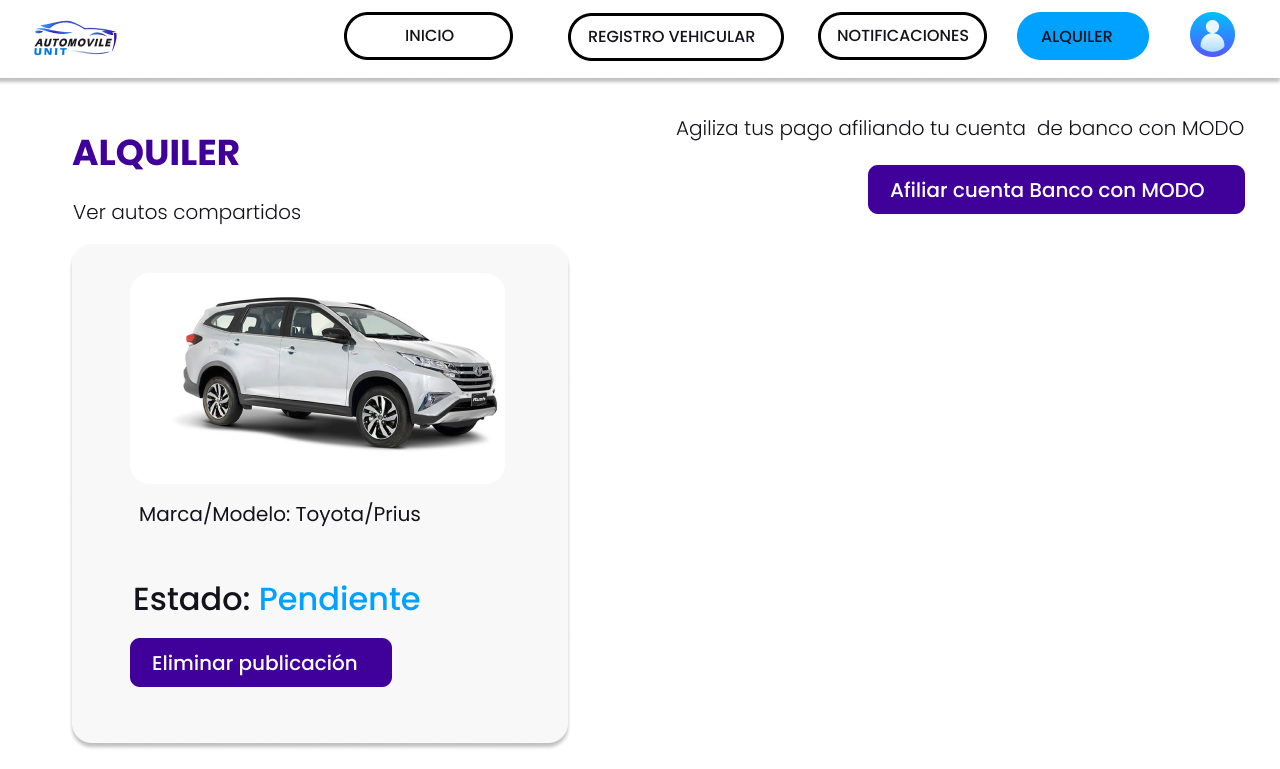 AUTOMOVILE
UNIT
INICIO
REGISTRO VEHICULAR
NOTIFICACIONES
ALQUILER
Agiliza tus pago afiliando tu cuenta  de banco con MODO
ALQUILER
Afiliar cuenta Banco con MODO
Ver autos compartidos
Marca/Modelo: Toyota/Prius
Estado: Pendiente
Eliminar publicación